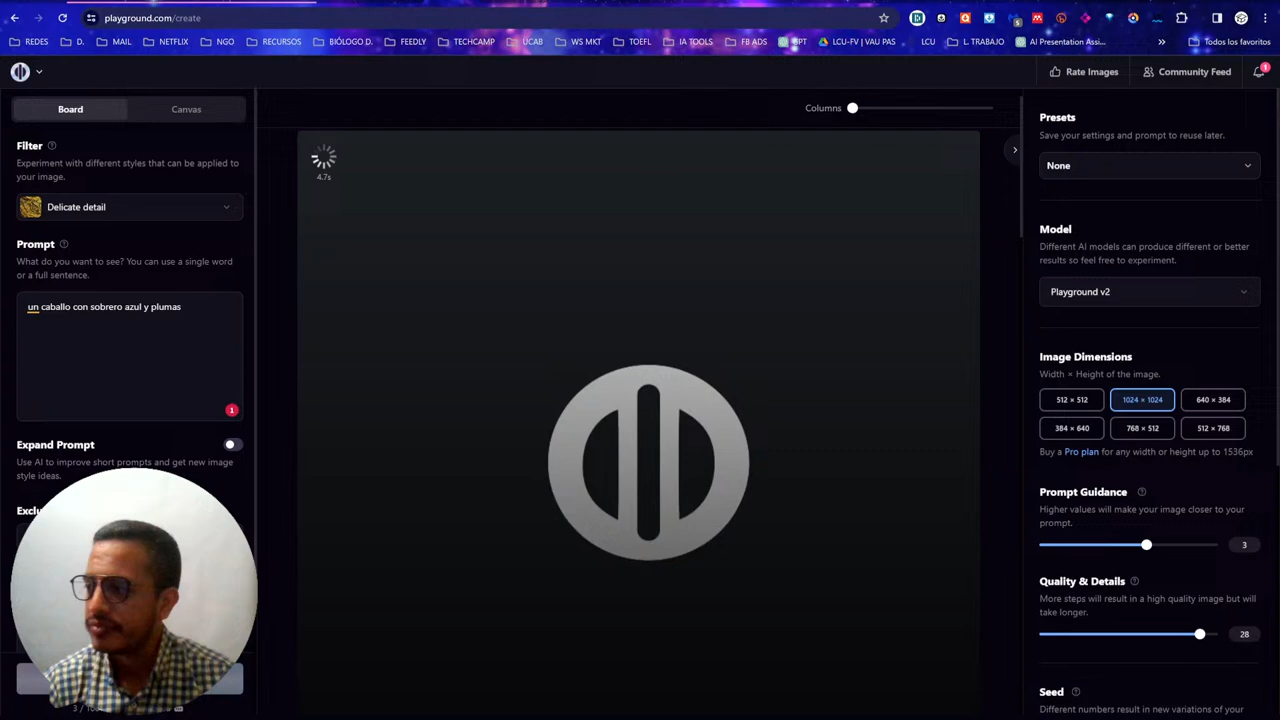 playground.com/create
REDES
D.
MAIL
NETFLIX
NGO
RECURSOS
BIÓLOGO D.
FEEDLY
TECHCAMP
UCAB
WS MKT
TOEFL
IA TOOLS
FB ADS
GPT
LCU-FV | VAU PAS
LCU
L. TRABAJO
AI Presentation Assi...
Todos los favoritos
Rate Images
Community Feed
1
Board
Canvas
Filter
Experiment with different styles that can be applied to
your image.
Delicate detail
Prompt
What do you want to see? You can use a single word
or a full sentence.
un caballo con sobrero azul y plumas
1
Expand Prompt
Use AI to improve short prompts and get new image
style ideas.
Columns
4.7s
Presets
Save your settings and prompt to reuse later.
None
Model
Different AI models can produce different or better
results so feel free to experiment.
Playground v2
Image Dimensions
Width × Height of the image.
512 × 512
1024 × 1024
640 × 384
384 × 640
768 × 512
512 × 768
Buy a Pro plan for any width or height up to 1536px
Prompt Guidance
Higher values will make your image closer to your
prompt.
3
Quality & Details
More steps will result in a high quality image but will
take longer.
28
Seed
Different numbers result in new variations of your